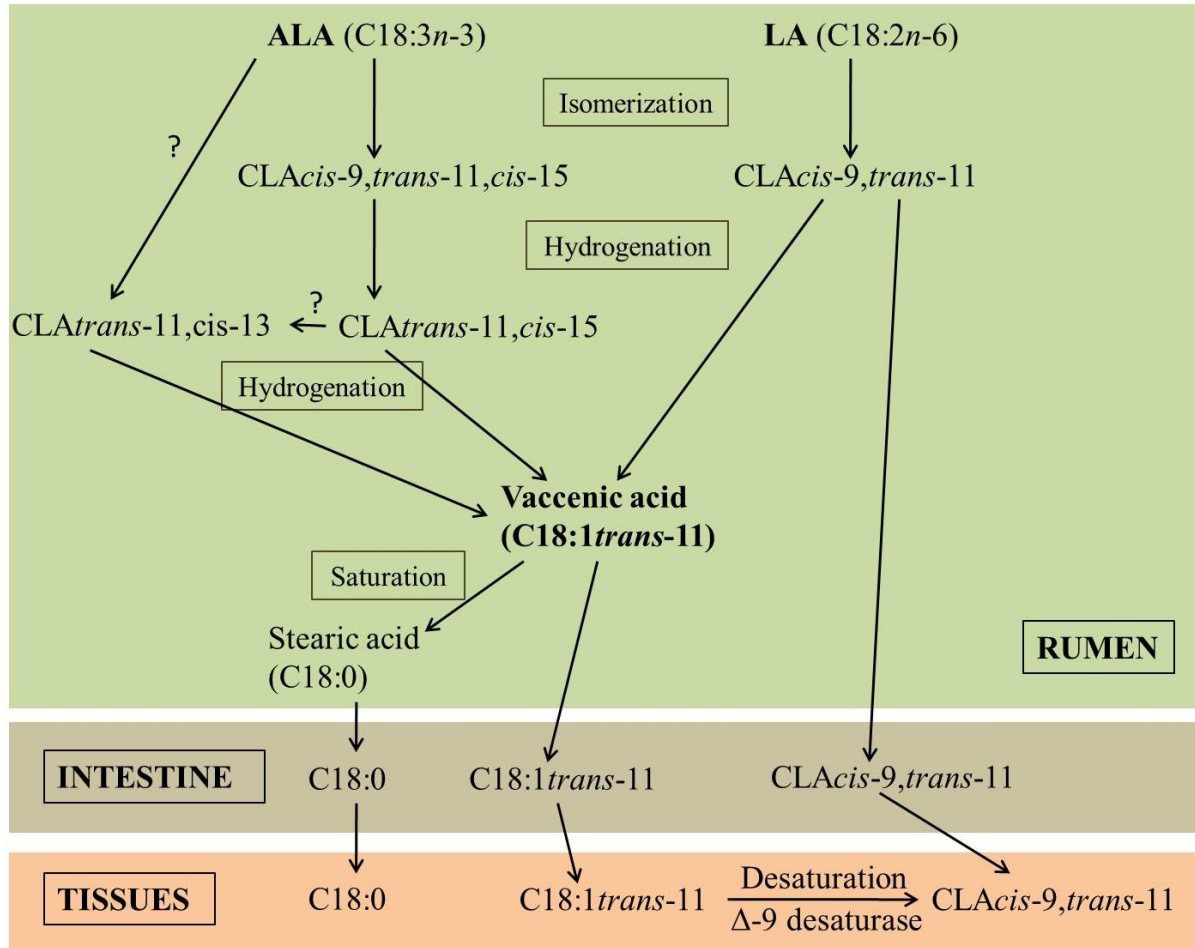 ALA (C18:3n-3)
LA (C18:2n-6)
Isomerization
?
CLAcis-9,trans-11,cis-15
CLAcis-9,trans-11
Hydrogenation
CLAtrans-11,cis-13
?
CLAtrans-11,cis-15
Hydrogenation
Vaccenic acid
(C18:1trans-11)
Saturation
Stearic acid
(C18:0)
RUMEN
INTESTINE
C18:0
C18:1trans-11
CLAcis-9,trans-11
TISSUES
C18:0
C18:1trans-11
Desaturation
Δ-9 desaturase
CLAcis-9,trans-11